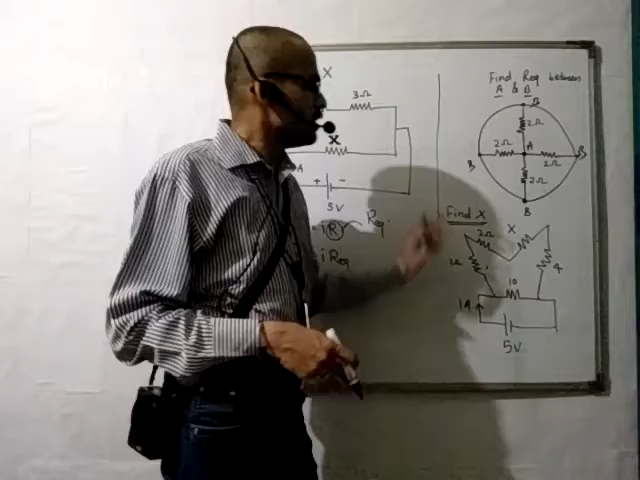 X
3Ω
X
A
+ -
5V
= i R Req
= i Req
Find Req between
A & B
B
2Ω
B 2Ω A 2Ω B
2Ω
B
Find X
2Ω X
4
10
1A
5V